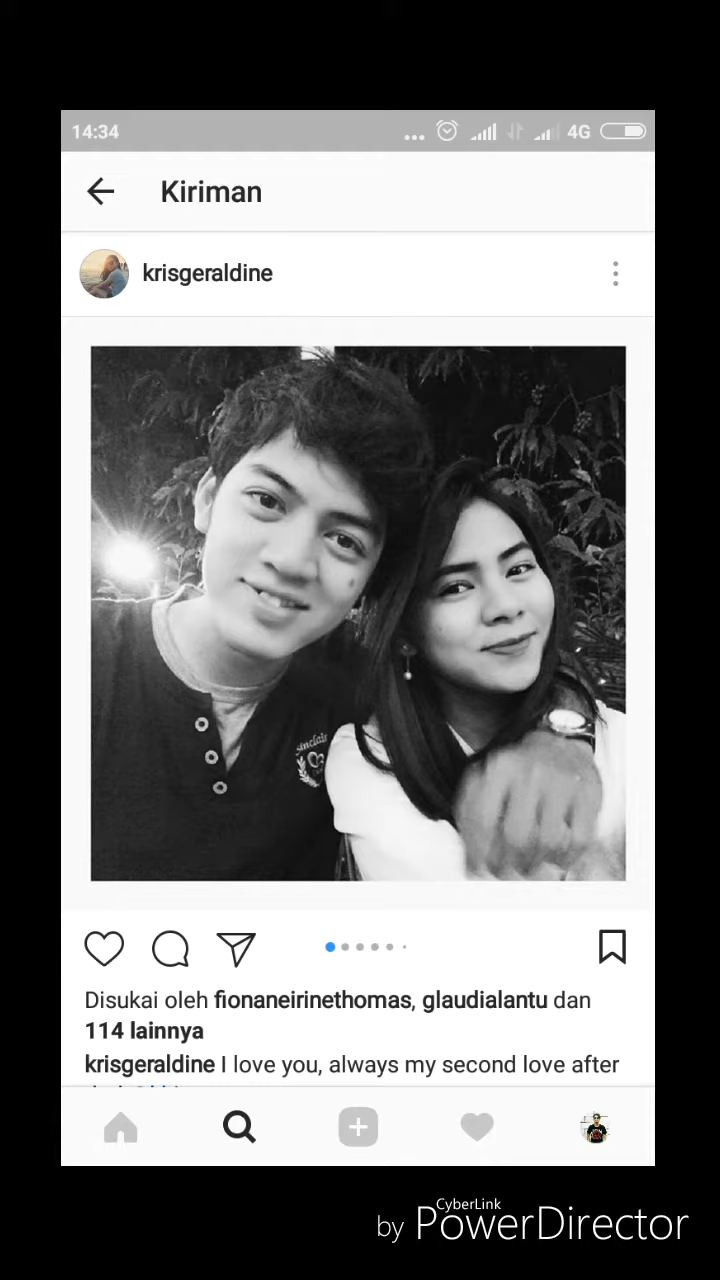 14:34
... 4G
Kiriman
krisgeraldine
Sinclair
Disukai oleh fionaneirinethomas, glaudialantu dan
114 lainnya
krisgeraldine I love you, always my second love after
CyberLink
by PowerDirector